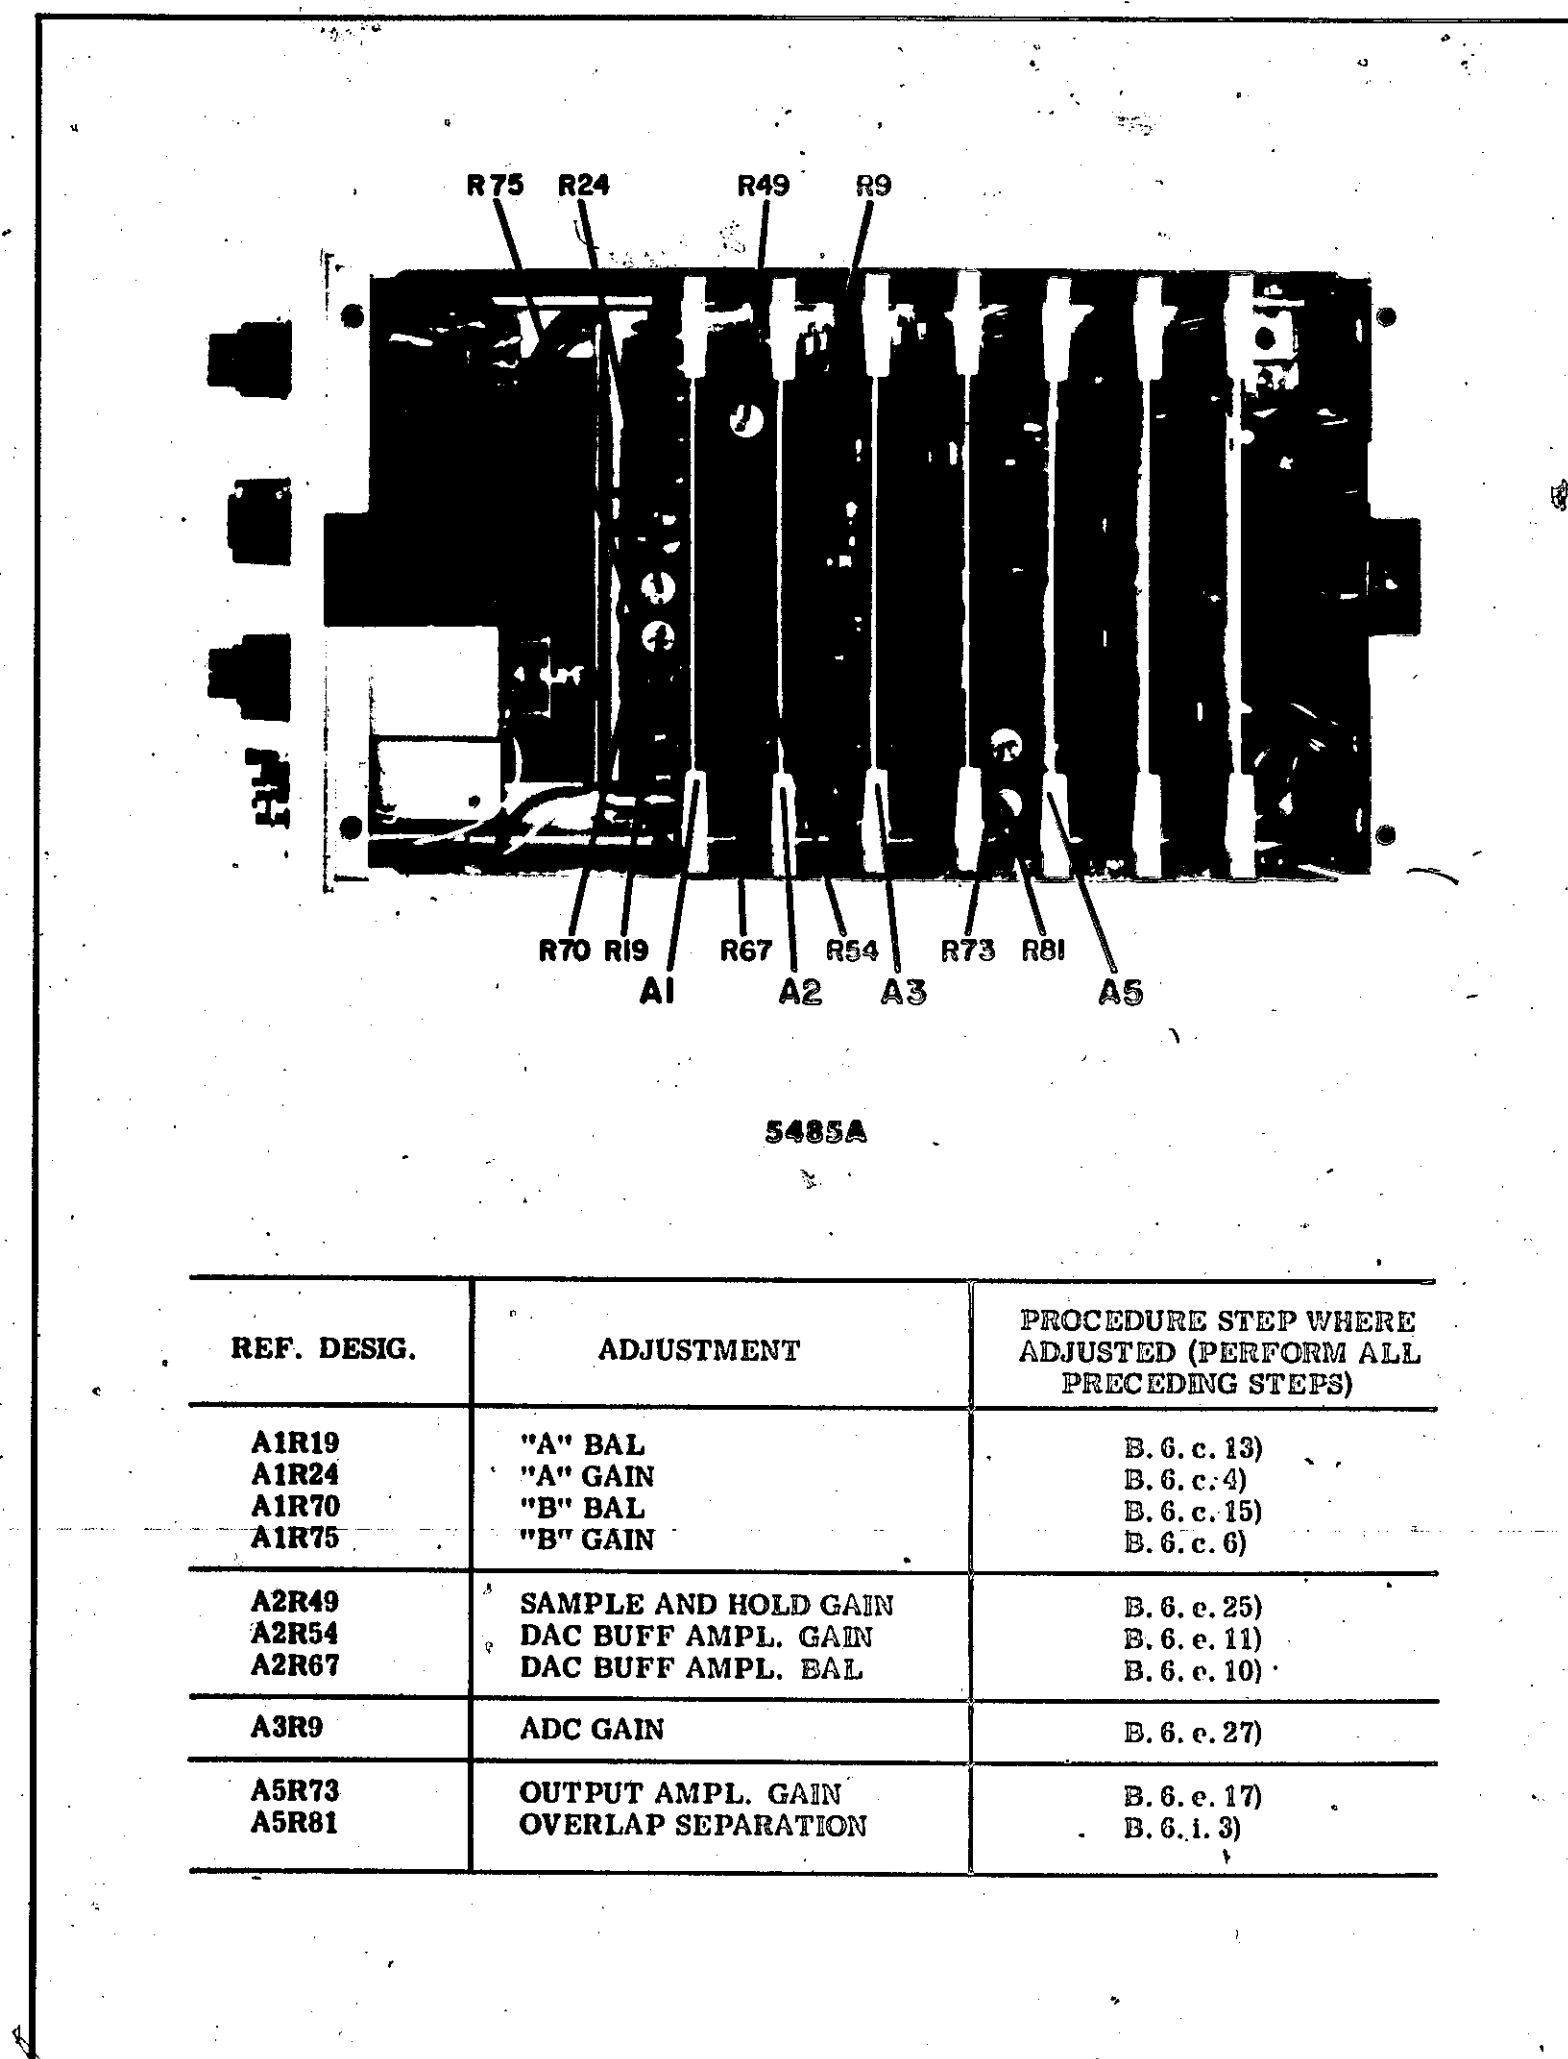 R75 R24 R49 R9
R70 R19 R67 R54 R73 R81
A1 A2 A3 A5
5485A
REF. DESIG. ADJUSTMENT PROCEDURE STEP WHERE ADJUSTED (PERFORM ALL PRECEDING STEPS)
A1R19 "A" BAL B. 6. c. 13)
A1R24 "A" GAIN B. 6. c. 4)
A1R70 "B" BAL B. 6. c. 15)
A1R75 "B" GAIN B. 6. c. 6)
A2R49 SAMPLE AND HOLD GAIN B. 6. e. 25)
A2R54 DAC BUFF AMPL. GAIN B. 6. e. 11)
A2R67 DAC BUFF AMPL. BAL B. 6. e. 10)
A3R9 ADC GAIN B. 6. e. 27)
A5R73 OUTPUT AMPL. GAIN B. 6. e. 17)
A5R81 OVERLAP SEPARATION B. 6. i. 3)